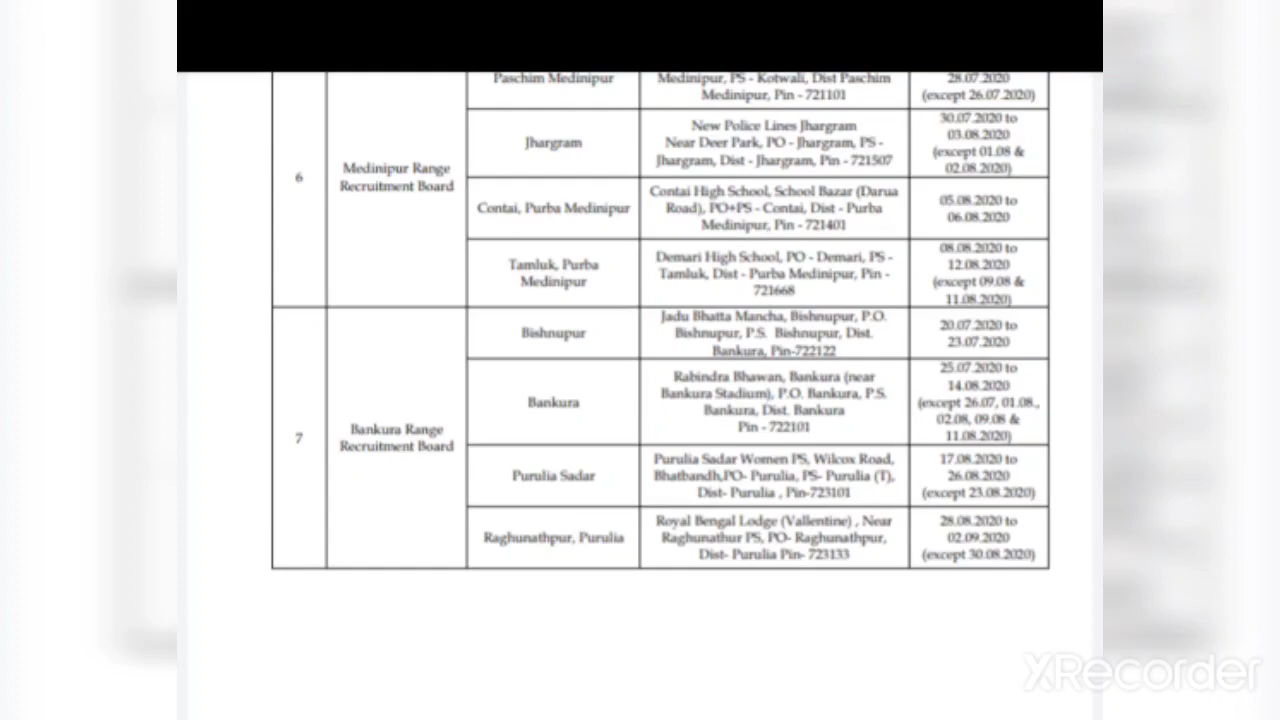 Paschim Medinipur
Medinipur, PS - Kotwali, Dist Paschim
Medinipur, Pin - 721101
28.07.2020
(except 26.07.2020)
6
Medinipur Range
Recruitment Board
Jhargram
New Police Lines Jhargram
Near Deer Park, PO - Jhargram, PS -
Jhargram, Dist - Jhargram, Pin - 721507
30.07.2020 to
03.08.2020
(except 01.08 &
02.08.2020)
Contai, Purba Medinipur
Contai High School, School Bazar (Darua
Road), PO+PS - Contai, Dist - Purba
Medinipur, Pin - 721401
05.08.2020 to
06.08.2020
Tamluk, Purba
Medinipur
Demari High School, PO - Demari, PS -
Tamluk, Dist - Purba Medinipur, Pin -
721668
08.08.2020 to
12.08.2020
(except 09.08 &
11.08.2020)
7
Bankura Range
Recruitment Board
Bishnupur
Jadu Bhatta Mancha, Bishnupur, P.O.
Bishnupur, P.S. Bishnupur, Dist.
Bankura, Pin-722122
20.07.2020 to
23.07.2020
Bankura
Rabindra Bhawan, Bankura (near
Bankura Stadium), P.O. Bankura, P.S.
Bankura, Dist. Bankura
Pin - 722101
25.07.2020 to
14.08.2020
(except 26.07, 01.08.,
02.08, 09.08 &
11.08.2020)
Purulia Sadar
Purulia Sadar Women PS, Wilcox Road,
Bhatbandh,PO- Purulia, PS- Purulia (T),
Dist- Purulia , Pin-723101
17.08.2020 to
26.08.2020
(except 23.08.2020)
Raghunathpur, Purulia
Royal Bengal Lodge (Vallentine) , Near
Raghunathur PS, PO- Raghunathpur,
Dist- Purulia Pin- 723133
28.08.2020 to
02.09.2020
(except 30.08.2020)
XRecorder